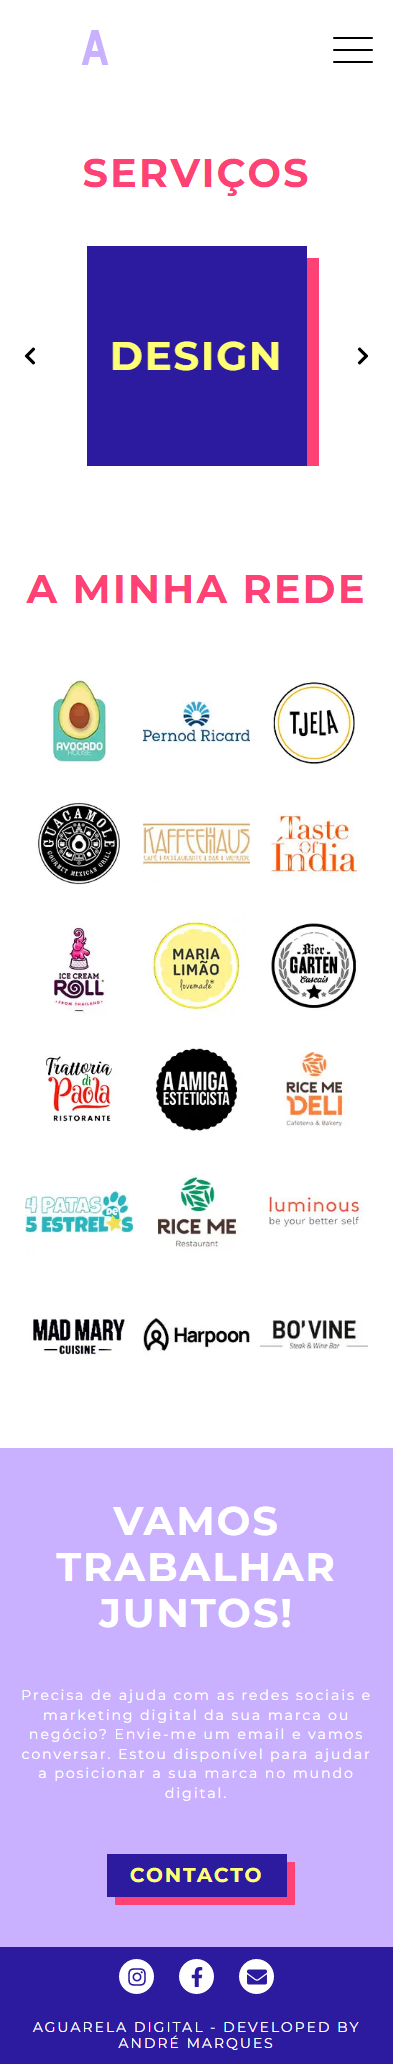 A
SERVIÇOS
DESIGN
A MINHA REDE
AVOCADO
HOUSE
Pernod Ricard
TJELA
GUACAMOLE
GOURMET MEXICAN GRILL
KAFFEEHAUS
CAFÉ | RESTAURANTE | BAR |
Taste
of
India
ICE CREAM
ROLL
FROM THAILAND
MARIA
LIMÃO
lovemade
Bier
GARTEN
Cascais
Trattoria
di
Paola
RISTORANTE
A AMIGA
ESTETICISTA
RICE ME
DELI
Cafeteria & Bakery
4 PATAS
DE
5 ESTRELAS
RICE ME
Restaurant
luminous
be your better self
MAD MARY
CUISINE
Harpoon
BO'VINE
Steak & Wine Bar
VAMOS
TRABALHAR
JUNTOS!
Precisa de ajuda com as redes sociais e
marketing digital da sua marca ou
negócio? Envie-me um email e vamos
conversar. Estou disponível para ajudar
a posicionar a sua marca no mundo
digital.
CONTACTO
AGUARELA DIGITAL - DEVELOPED BY
ANDRÉ MARQUES